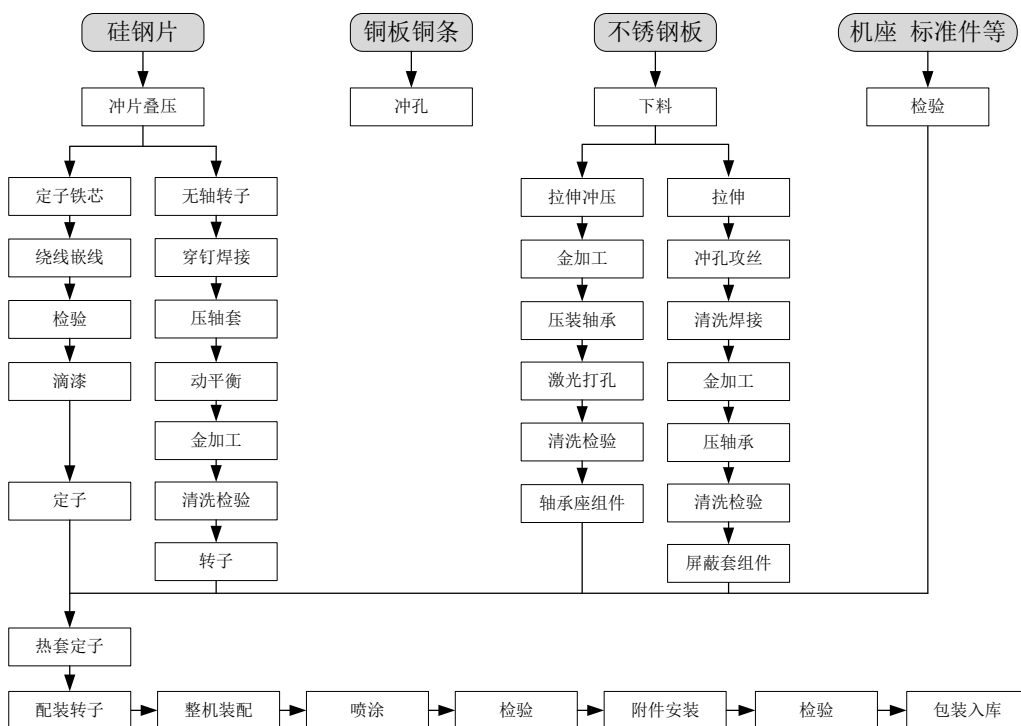 硅钢片
铜板铜条
不锈钢板
机座 标准件等
冲片叠压
冲孔
下料
检验
定子铁芯
无轴转子
拉伸冲压
拉伸
绕线嵌线
穿钉焊接
金加工
冲孔攻丝
检验
压轴套
压装轴承
清洗焊接
滴漆
动平衡
激光打孔
金加工
金加工
清洗检验
压轴承
定子
清洗检验
轴承座组件
清洗检验
转子
屏蔽套组件
热套定子
配装转子
整机装配
喷涂
检验
附件安装
检验
包装入库